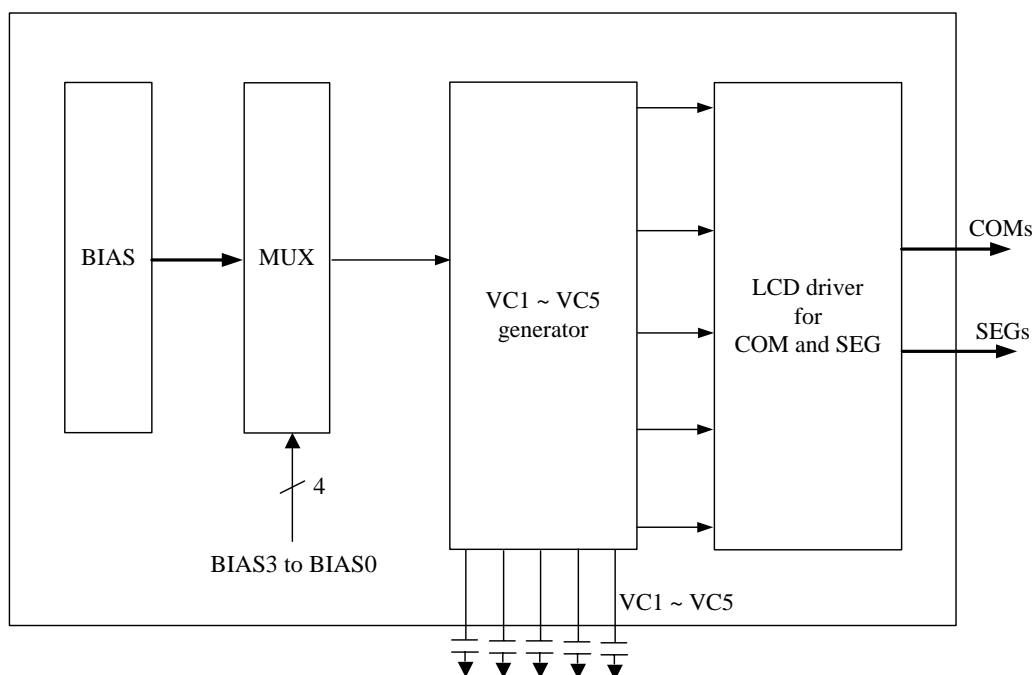 BIAS
MUX
VC1 ~ VC5
generator
LCD driver
for
COM and SEG
COMs
SEGs
4
BIAS3 to BIAS0
VC1 ~ VC5